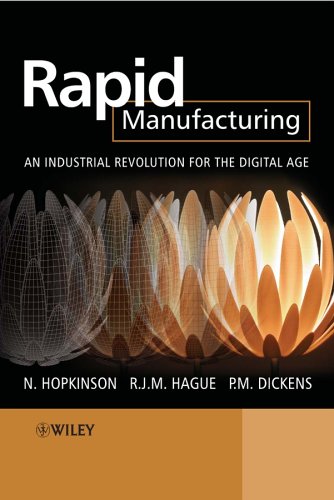 Rapid
Manufacturing
AN INDUSTRIAL REVOLUTION FOR THE DIGITAL AGE
N. HOPKINSON R.J.M. HAGUE P.M. DICKENS
WILEY